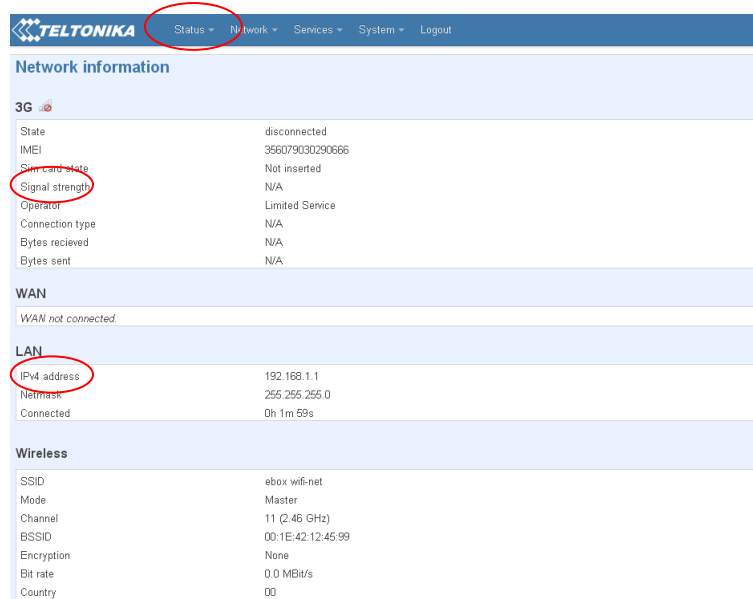 TELTONIKA Status Network Services System Logout
Network information
3G
State disconnected
IMEI 356079030290666
Sim card state Not inserted
Signal strength N/A
Operator Limited Service
Connection type N/A
Bytes recieved N/A
Bytes sent N/A
WAN
WAN not connected.
LAN
IPv4 address 192.168.1.1
Netmask 255.255.255.0
Connected 0h 1m 59s
Wireless
SSID ebox wifi-net
Mode Master
Channel 11 (2.46 GHz)
BSSID 00:1E:42:12:45:99
Encryption None
Bit rate 0.0 MBit/s
Country 00